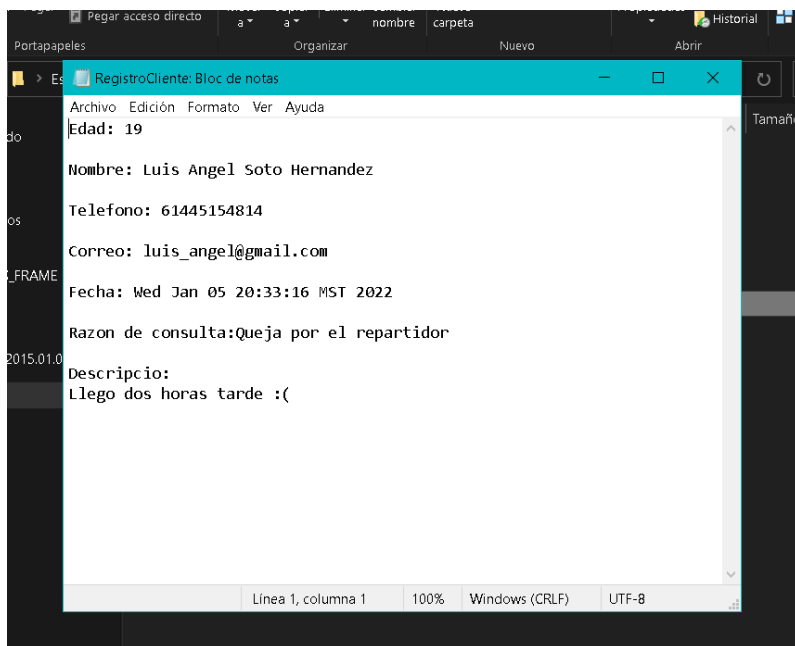 Pegar acceso directo
a
a
nombre
carpeta
Historial
Portapapeles
Organizar
Nuevo
Abrir
RegistroCliente: Bloc de notas
Archivo Edición Formato Ver Ayuda
Tamañ
Edad: 19
do
Nombre: Luis Angel Soto Hernandez
Telefono: 61445154814
os
Correo: luis_angel@gmail.com
_FRAME
Fecha: Wed Jan 05 20:33:16 MST 2022
Razon de consulta:Queja por el repartidor
2015.01.0
Descripcio:
Llego dos horas tarde :(
Línea 1, columna 1
100%
Windows (CRLF)
UTF-8